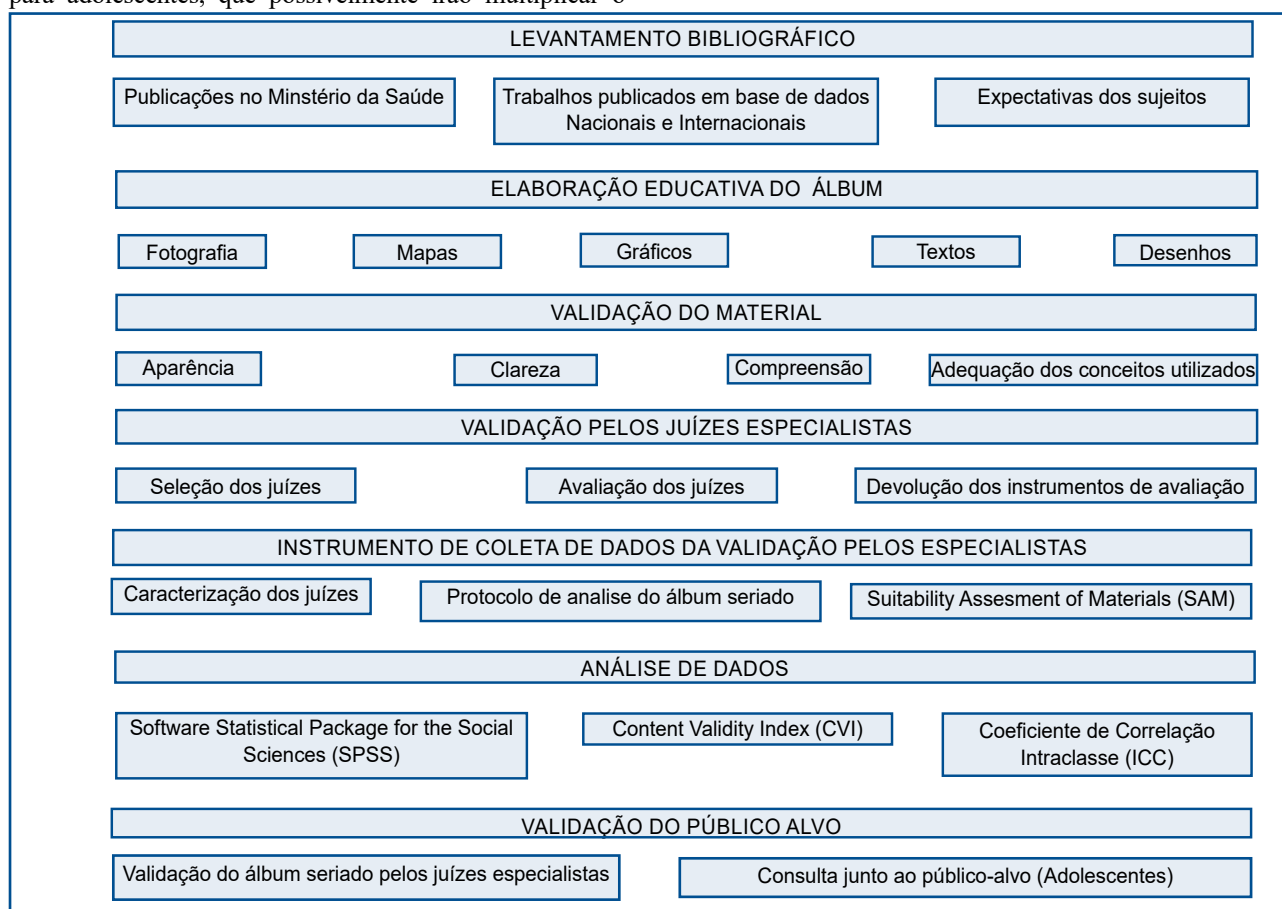 para adolescentes, que possivelmente irão multiplicar o
LEVANTAMENTO BIBLIOGRÁFICO
Publicações no Minstério da Saúde
Trabalhos publicados em base de dados
Nacionais e Internacionais
Expectativas dos sujeitos
ELABORAÇÃO EDUCATIVA DO ÁLBUM
Fotografia
Mapas
Gráficos
Textos
Desenhos
VALIDAÇÃO DO MATERIAL
Aparência
Clareza
Compreensão
Adequação dos conceitos utilizados
VALIDAÇÃO PELOS JUÍZES ESPECIALISTAS
Seleção dos juízes
Avaliação dos juízes
Devolução dos instrumentos de avaliação
INSTRUMENTO DE COLETA DE DADOS DA VALIDAÇÃO PELOS ESPECIALISTAS
Caracterização dos juízes
Protocolo de analise do álbum seriado
Suitability Assesment of Materials (SAM)
ANÁLISE DE DADOS
Software Statistical Package for the Social
Sciences (SPSS)
Content Validity Index (CVI)
Coeficiente de Correlação
Intraclasse (ICC)
VALIDAÇÃO DO PÚBLICO ALVO
Validação do álbum seriado pelos juízes especialistas
Consulta junto ao público-alvo (Adolescentes)